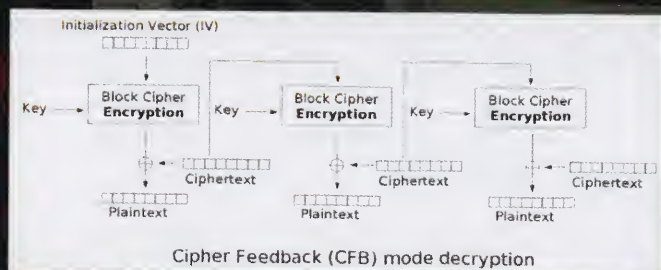 Initialization Vector (IV)
Key
Block Cipher
Encryption
Key
Block Cipher
Encryption
Key
Block Cipher
Encryption
Ciphertext
Ciphertext
Ciphertext
Plaintext
Plaintext
Plaintext
Cipher Feedback (CFB) mode decryption